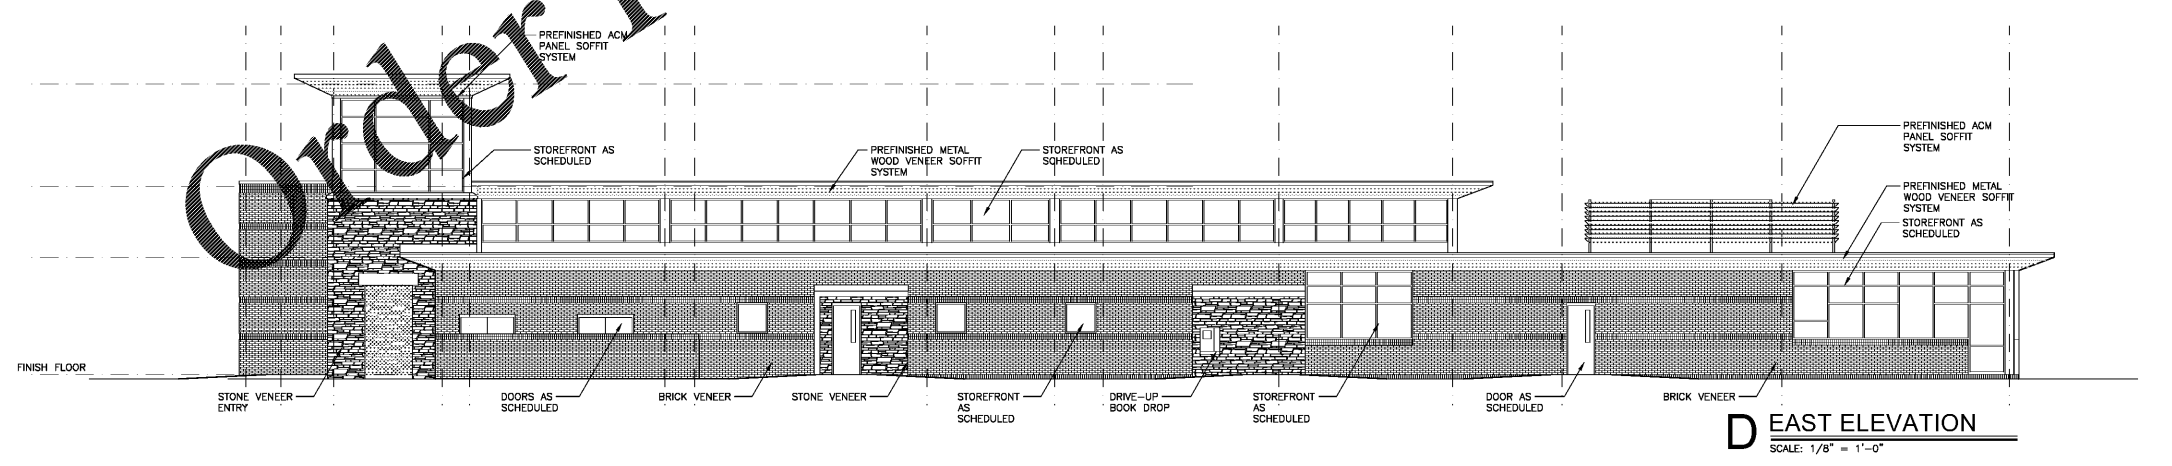 Order
PREFINISHED ACM
PANEL SOFFIT
SYSTEM
STOREFRONT AS
SCHEDULED
PREFINISHED METAL
WOOD VENEER SOFFIT
SYSTEM
STOREFRONT AS
SCHEDULED
PREFINISHED ACM
PANEL SOFFIT
SYSTEM
PREFINISHED METAL
WOOD VENEER SOFFIT
SYSTEM
STOREFRONT AS
SCHEDULED
FINISH FLOOR
STONE VENEER
ENTRY
DOORS AS
SCHEDULED
BRICK VENEER
STONE VENEER
STOREFRONT
AS
SCHEDULED
DRIVE-UP
BOOK DROP
STOREFRONT
AS
SCHEDULED
DOOR AS
SCHEDULED
BRICK VENEER
D EAST ELEVATION
SCALE: 1/8" = 1'-0"